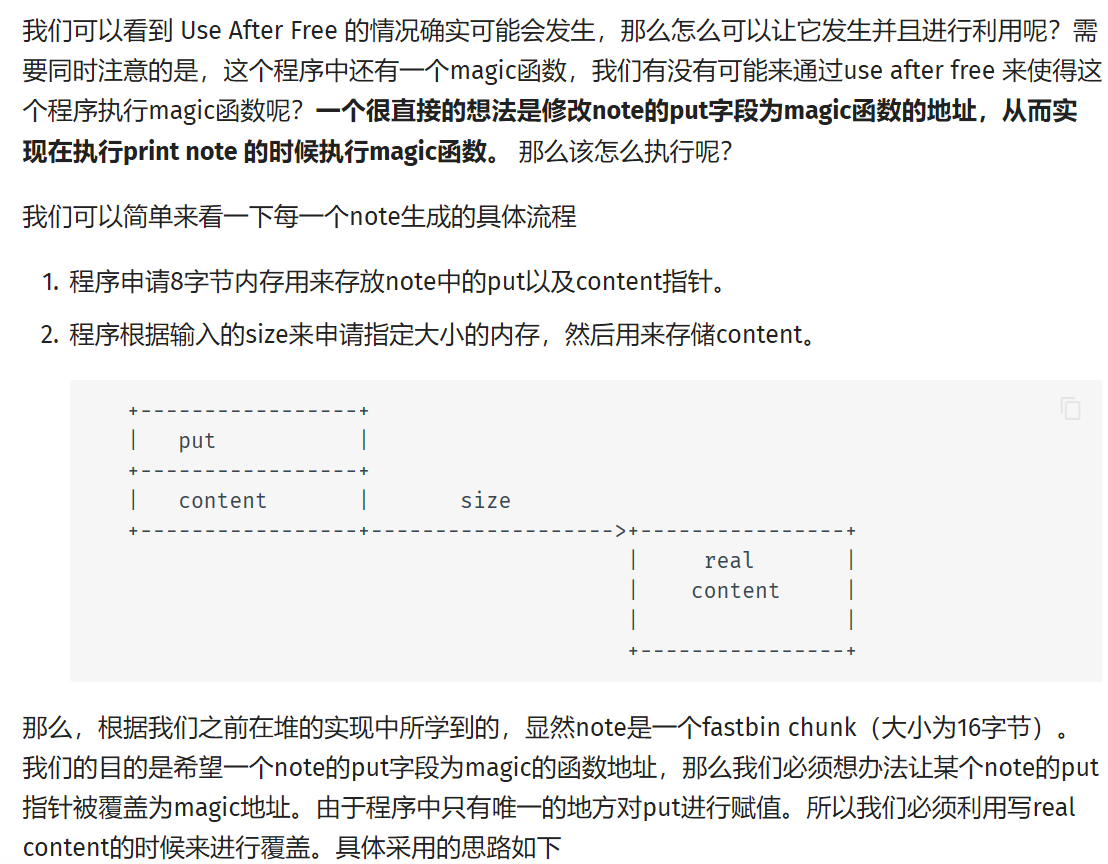 我们可以看到 Use After Free 的情况确实可能会发生，那么怎么可以让它发生并且进行利用呢？需
要同时注意的是，这个程序中还有一个magic函数，我们有没有可能来通过use after free 来使得这
个程序执行magic函数呢？一个很直接的想法是修改note的put字段为magic函数的地址，从而实
现在执行print note 的时候执行magic函数。 那么该怎么执行呢？
我们可以简单来看一下每一个note生成的具体流程
1. 程序申请8字节内存用来存放note中的put以及content指针。
2. 程序根据输入的size来申请指定大小的内存，然后用来存储content。
+-----------------+
|   put           |
+-----------------+
|   content       |       size
+-----------------+------------------->+----------------+
|     real       |
|    content     |
|                |
+----------------+
那么，根据我们之前在堆的实现中所学到的，显然note是一个fastbin chunk（大小为16字节）。
我们的目的是希望一个note的put字段为magic的函数地址，那么我们必须想办法让某个note的put
指针被覆盖为magic地址。由于程序中只有唯一的地方对put进行赋值。所以我们必须利用写real
content的时候来进行覆盖。具体采用的思路如下